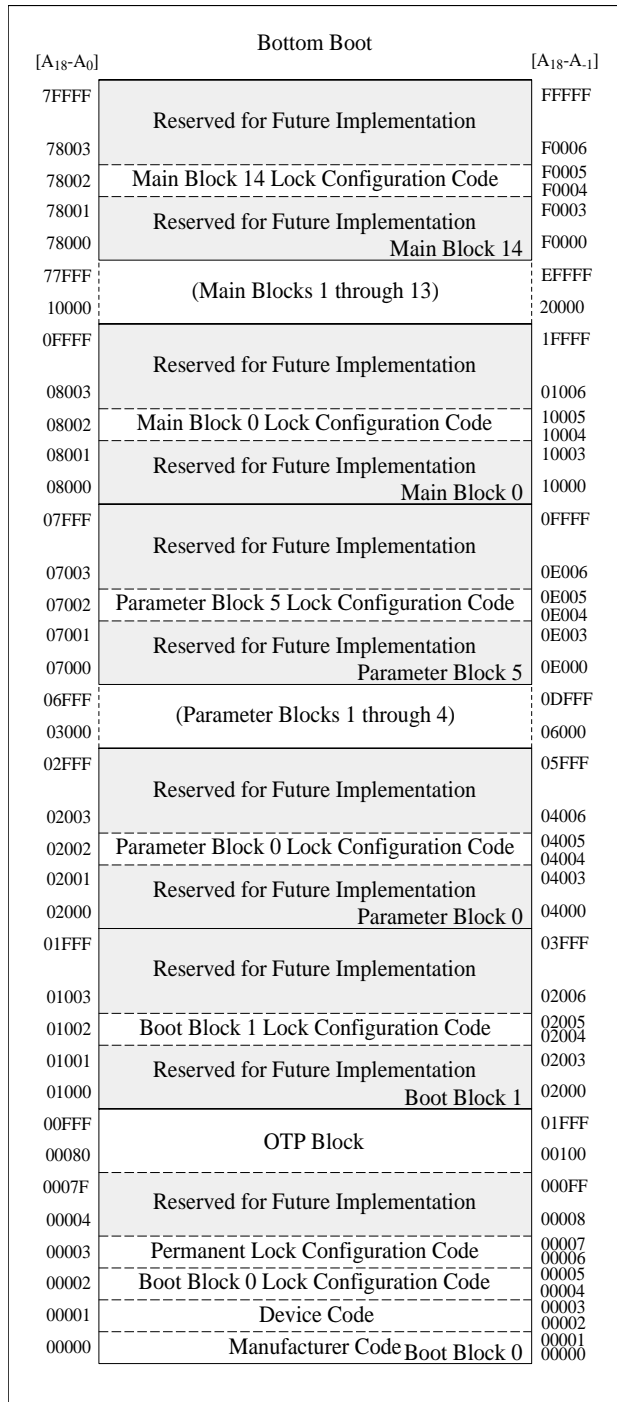 Bottom Boot
[A18-A0] [A18-A-1]
7FFFF FFFFF
Reserved for Future Implementation
78003 F0006
78002 Main Block 14 Lock Configuration Code F0005
F0004
78001 F0003
Reserved for Future Implementation
78000 Main Block 14 F0000
77FFF EFFFF
(Main Blocks 1 through 13)
10000 20000
0FFFF 1FFFF
Reserved for Future Implementation
08003 01006
08002 Main Block 0 Lock Configuration Code 10005
10004
08001 10003
Reserved for Future Implementation
08000 Main Block 0 10000
07FFF 0FFFF
Reserved for Future Implementation
07003 0E006
07002 Parameter Block 5 Lock Configuration Code 0E005
0E004
07001 0E003
Reserved for Future Implementation
07000 Parameter Block 5 0E000
06FFF 0DFFF
(Parameter Blocks 1 through 4)
03000 06000
02FFF 05FFF
Reserved for Future Implementation
02003 04006
02002 Parameter Block 0 Lock Configuration Code 04005
04004
02001 04003
Reserved for Future Implementation
02000 Parameter Block 0 04000
01FFF 03FFF
Reserved for Future Implementation
01003 02006
01002 Boot Block 1 Lock Configuration Code 02005
02004
01001 02003
Reserved for Future Implementation
01000 Boot Block 1 02000
00FFF 01FFF
OTP Block
00080 00100
0007F 000FF
Reserved for Future Implementation
00004 00008
00003 Permanent Lock Configuration Code 00007
00006
00002 Boot Block 0 Lock Configuration Code 00005
00004
00001 Device Code 00003
00002
00000 Manufacturer Code Boot Block 0 00001
00000